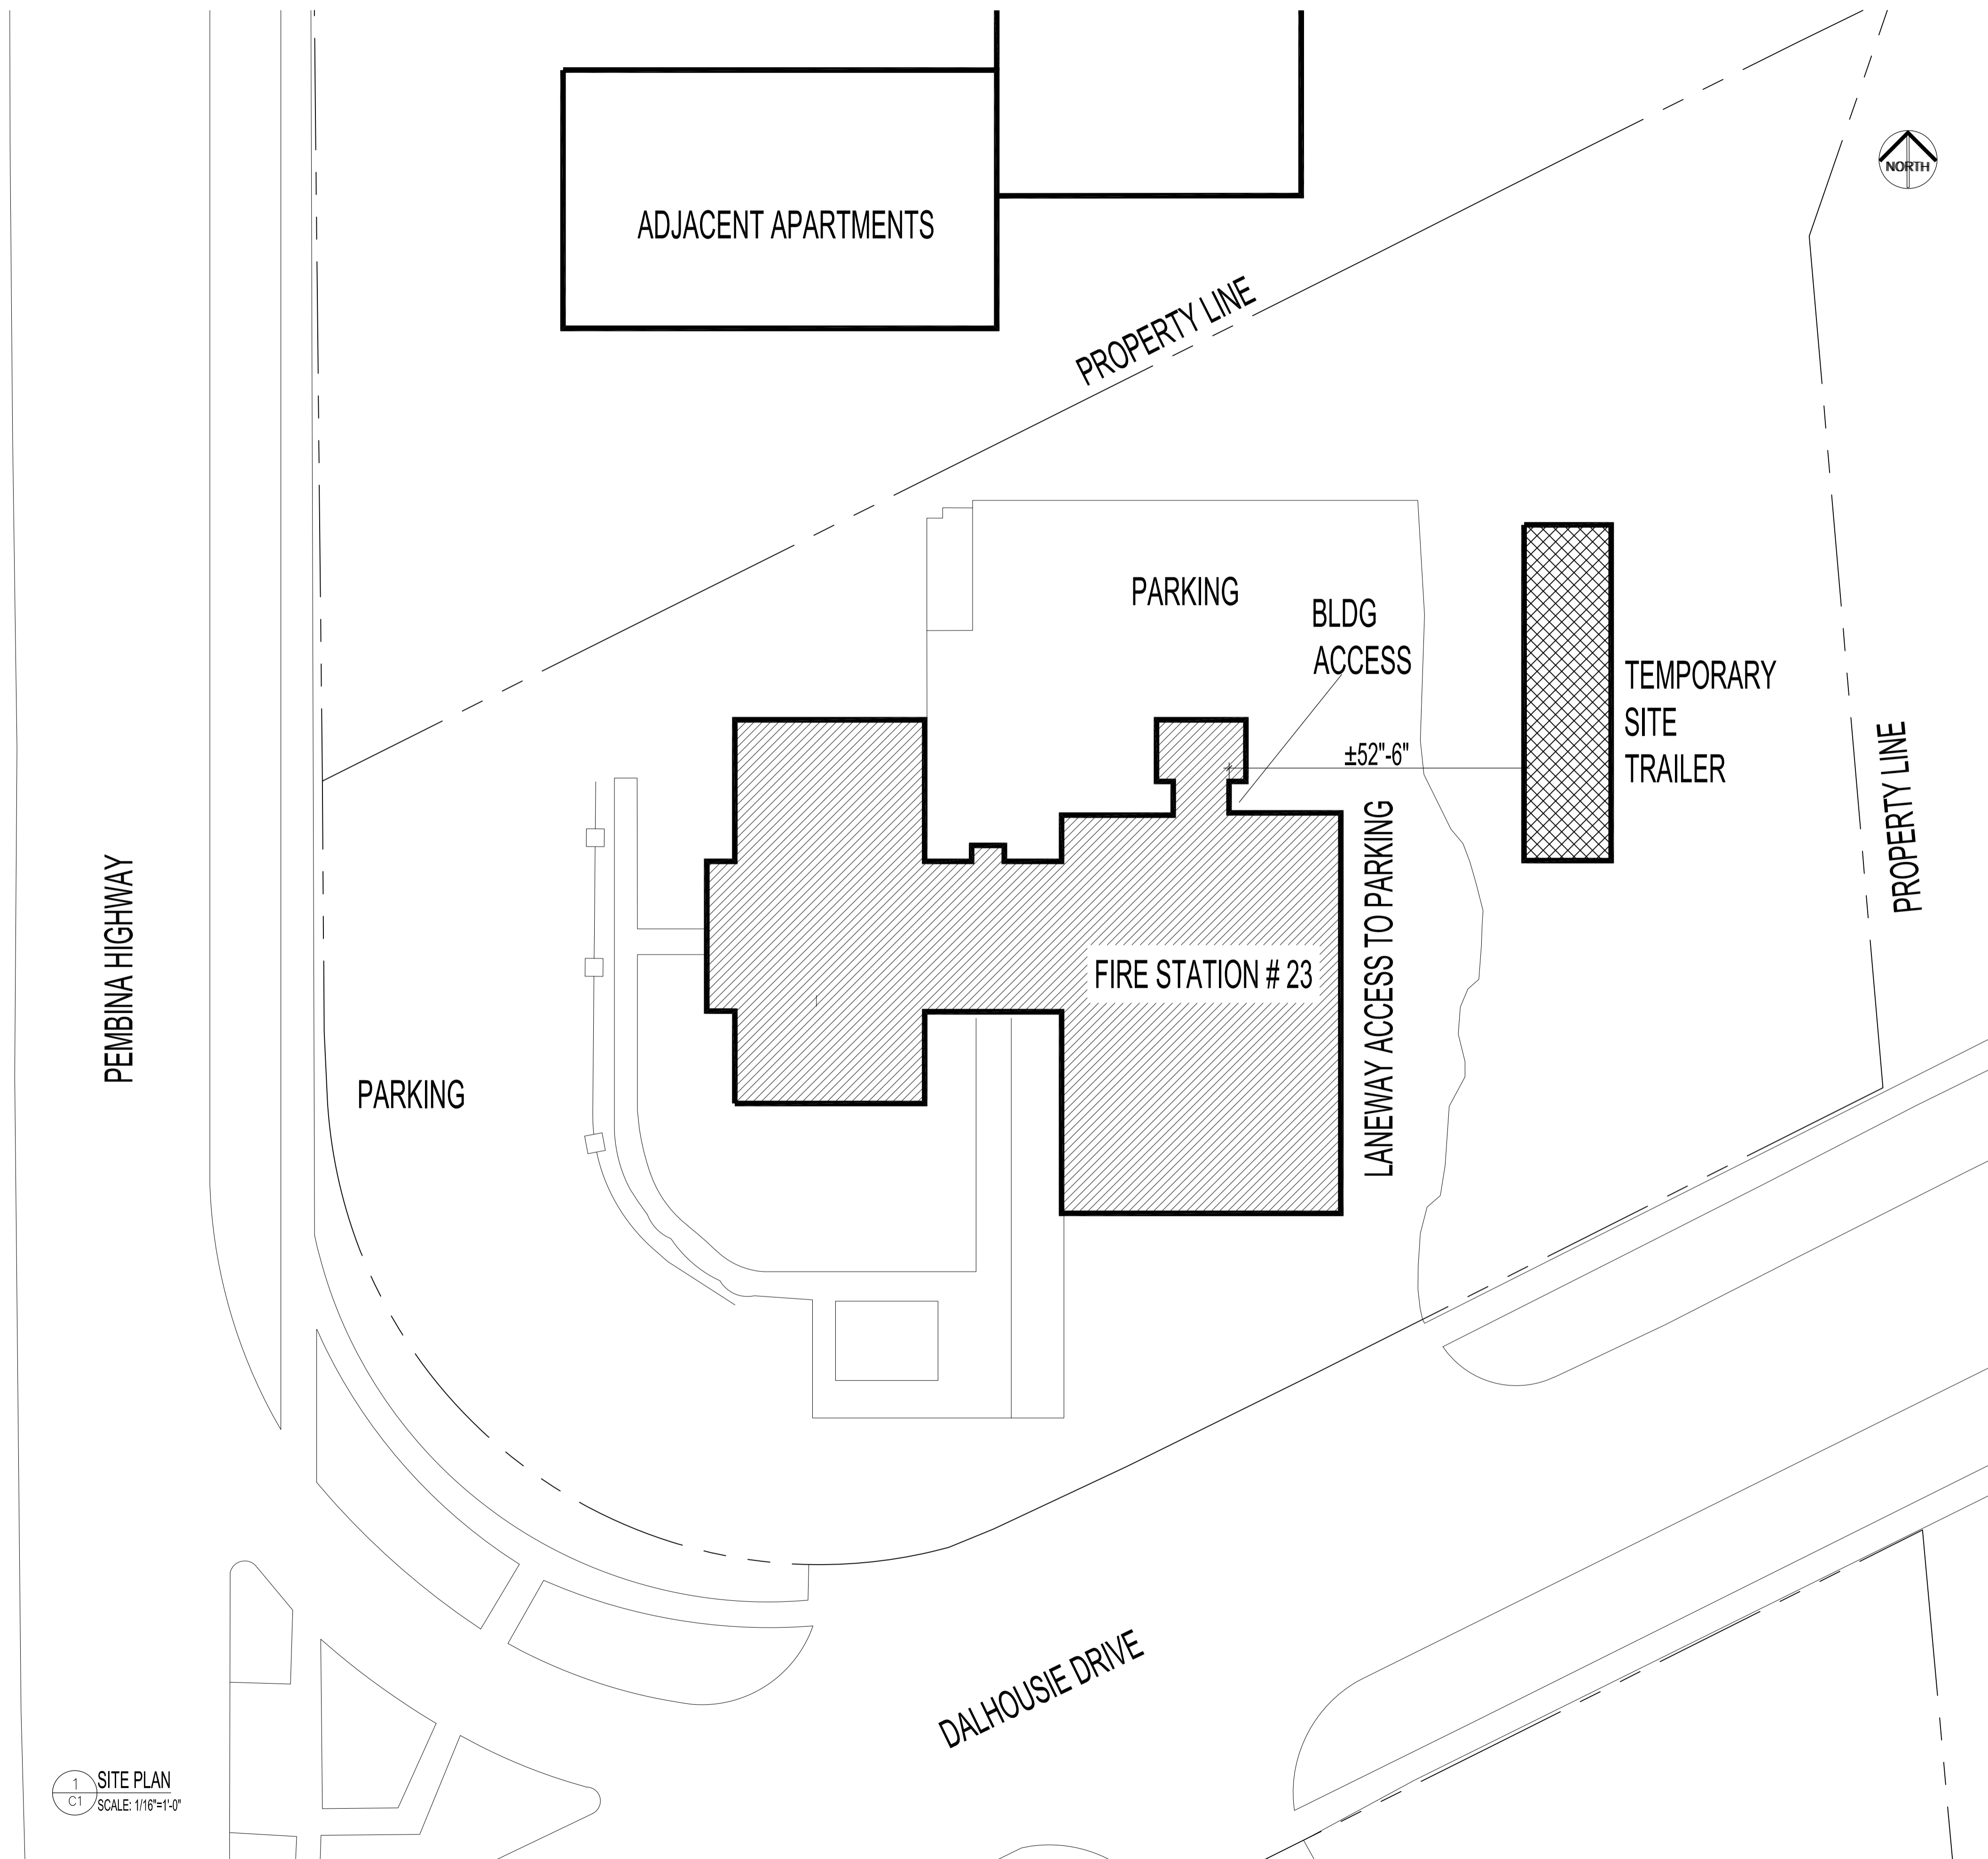 ADJACENT APARTMENTS
NORTH
PROPERTY LINE
PARKING
BLDG
ACCESS
±52"-6"
TEMPORARY
SITE
TRAILER
PROPERTY LINE
PEMBINA HIGHWAY
FIRE STATION # 23
LANEWAY ACCESS TO PARKING
PARKING
DALHOUSIE DRIVE
1
C1
SITE PLAN
SCALE: 1/16"=1'-0"